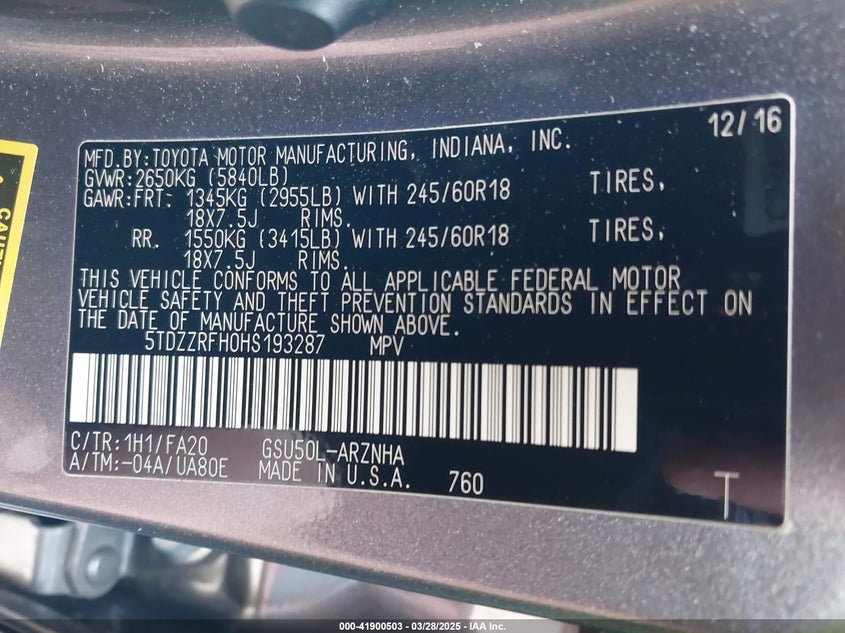 12/16
MFD.BY:TOYOTA MOTOR MANUFACTURING, INDIANA, INC.
GVWR:2650KG (5840LB)
GAWR:FRT- 1345KG (2955LB) WITH 245/60R18 TIRES,
18X7.5J RIMS.
RR. 1550KG (3415LB) WITH 245/60R18 TIRES,
18X7.5J RIMS.
THIS VEHICLE CONFORMS TO ALL APPLICABLE FEDERAL MOTOR
VEHICLE SAFETY AND THEFT PREVENTION STANDARDS IN EFFECT ON
THE DATE OF MANUFACTURE SHOWN ABOVE.
5TDZZRFH0HS193287 MPV
C/TR:1H1/FA20 GSU50L-ARZNHA
A/TM:-04A/UA80E MADE IN U.S.A. 760
T
000-41900503 | 03/28/2025 - IAA Inc.